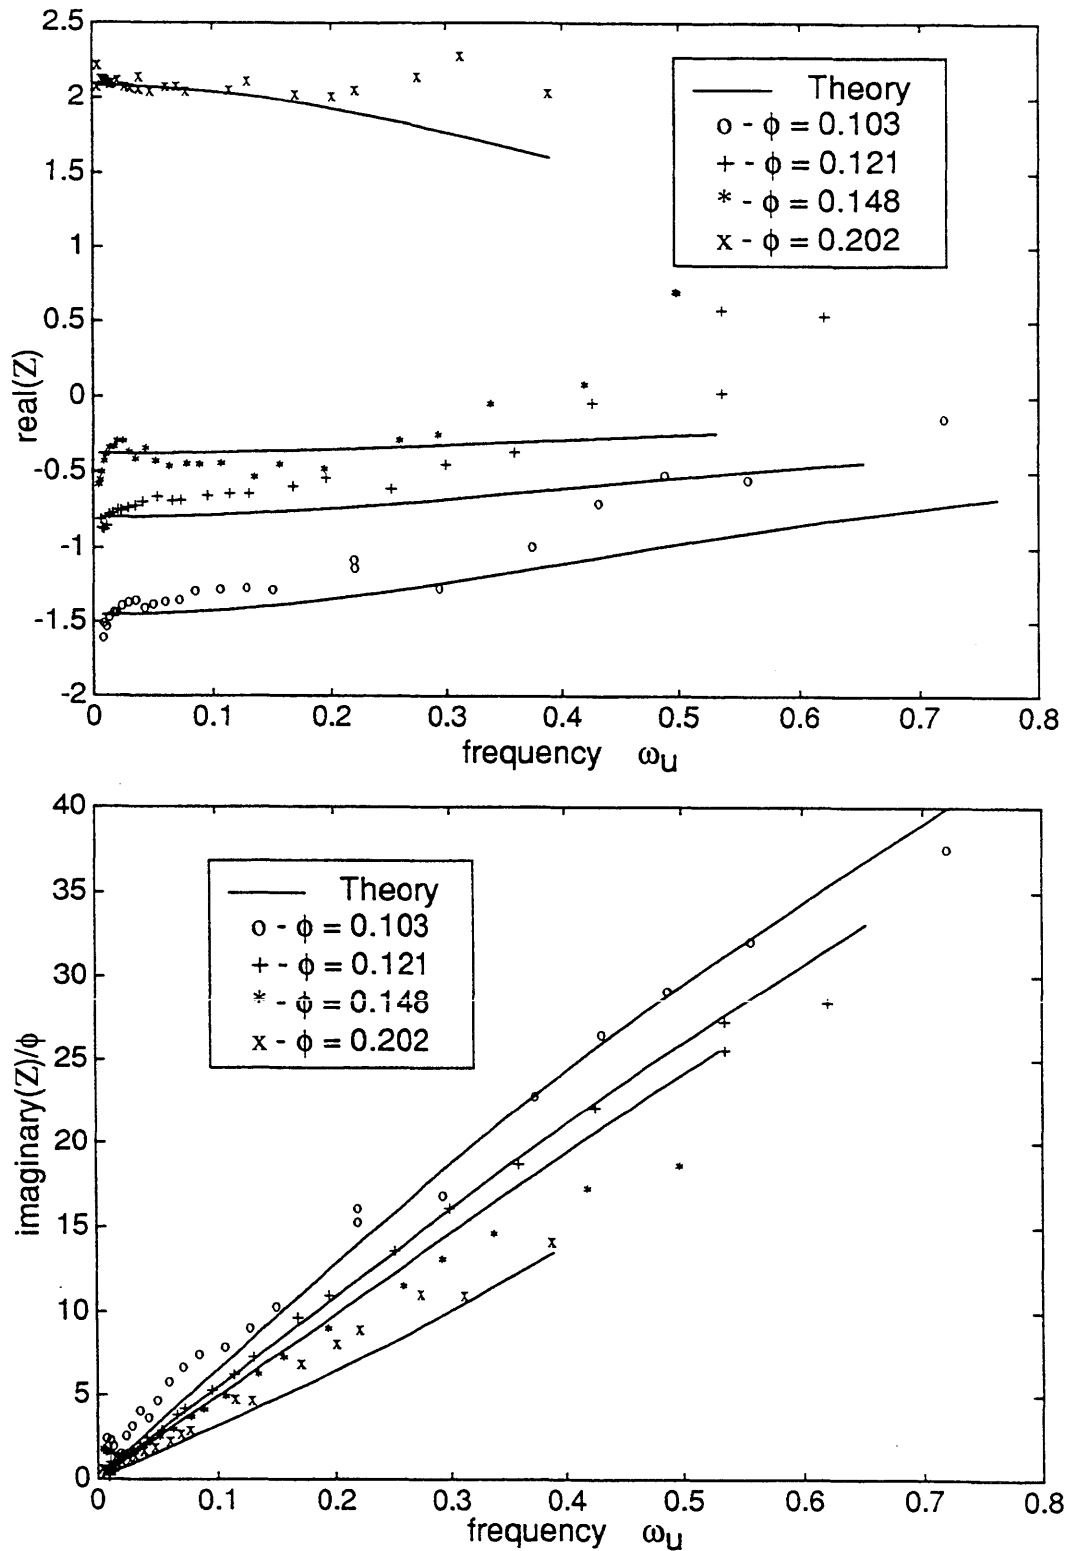 2.5
2
1.5
1
0.5
0
-0.5
-1
-1.5
-2
real(Z)
Theory
o - ϕ = 0.103
+ - ϕ = 0.121
* - ϕ = 0.148
x - ϕ = 0.202
0 0.1 0.2 0.3 0.4 0.5 0.6 0.7 0.8
frequency ωu
40
35
30
25
20
15
10
5
0
imaginary(Z)/ϕ
Theory
o - ϕ = 0.103
+ - ϕ = 0.121
* - ϕ = 0.148
x - ϕ = 0.202
0 0.1 0.2 0.3 0.4 0.5 0.6 0.7 0.8
frequency ωu